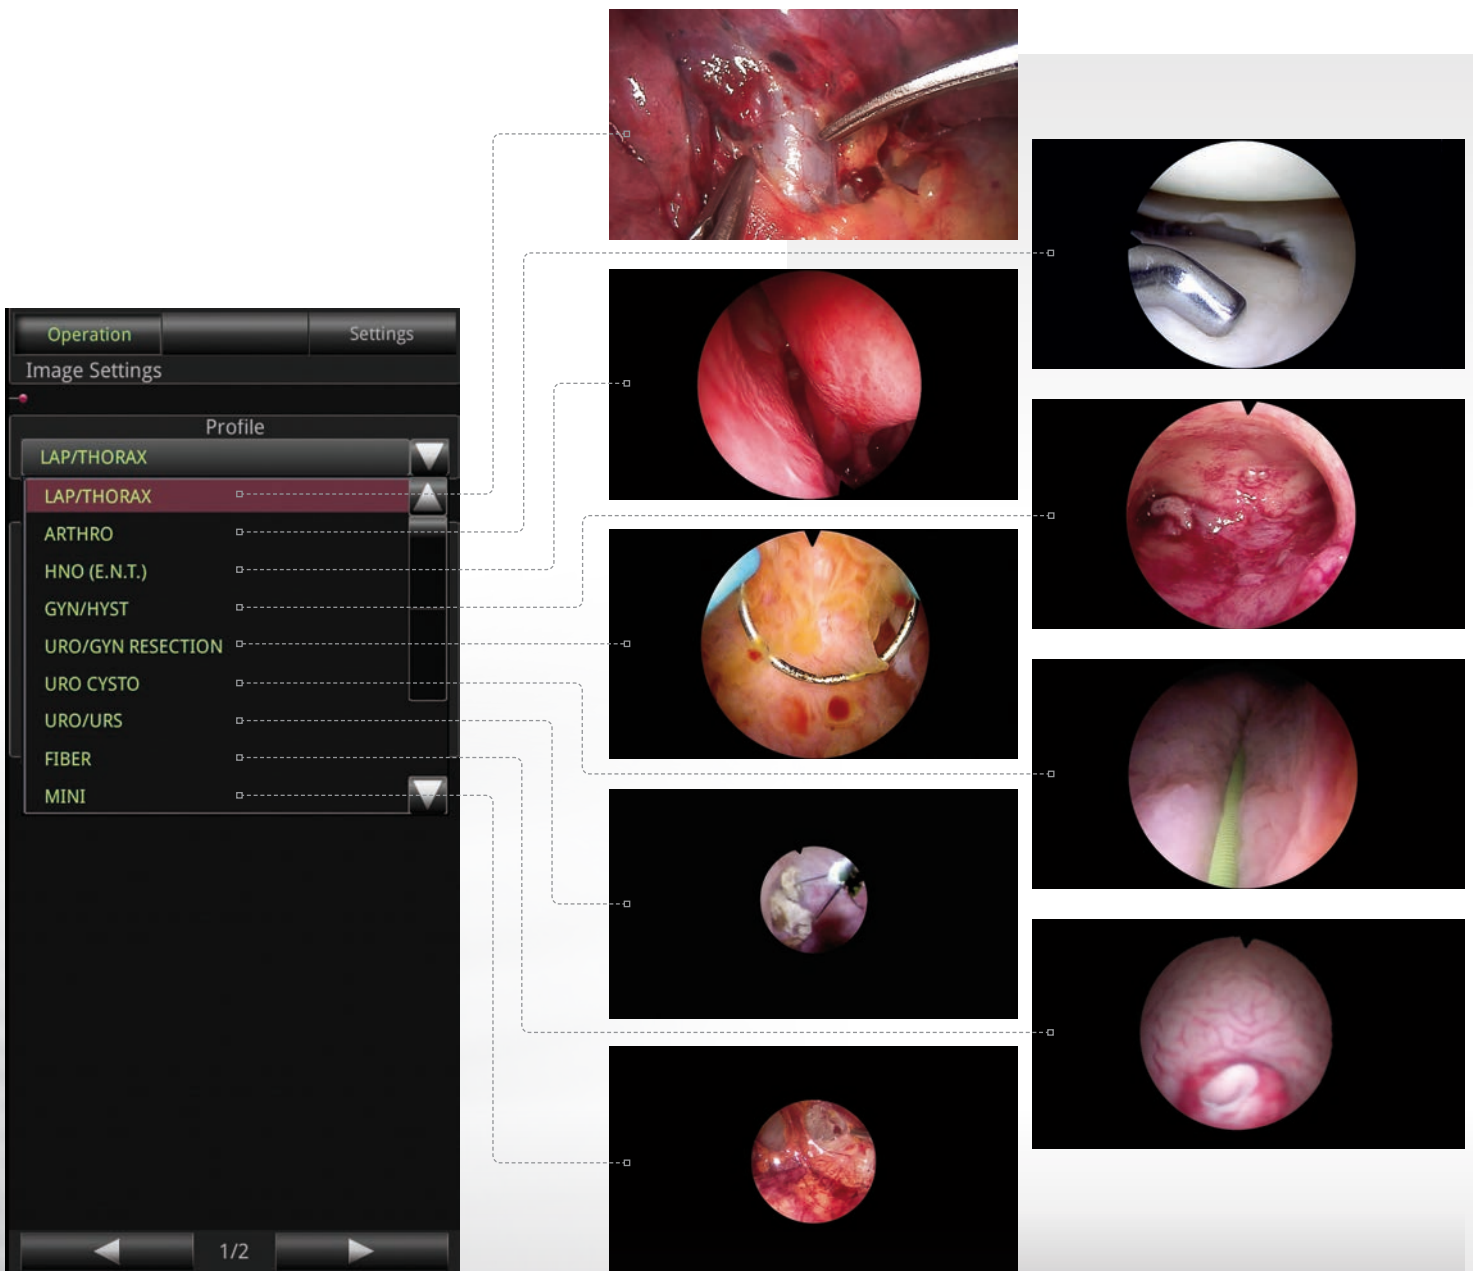 Operation
Settings
Image Settings
Profile
LAP/THORAX
LAP/THORAX
ARTHRO
HNO (E.N.T.)
GYN/HYST
URO/GYN RESECTION
URO CYSTO
URO/URS
FIBER
MINI
1/2